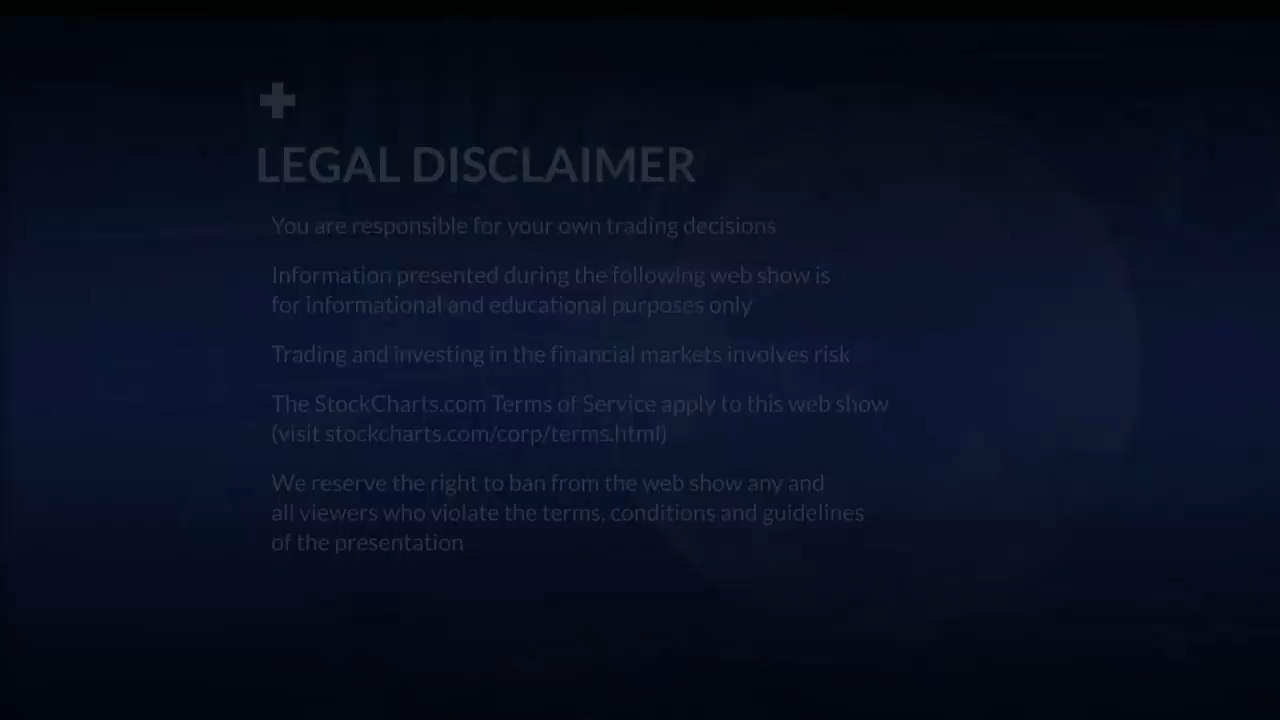 LEGAL DISCLAIMER
You are responsible for your own trading decisions
Information presented during the following web show is
for informational and educational purposes only
Trading and investing in the financial markets involves risk
The StockCharts.com Terms of Service apply to this web show
(visit stockcharts.com/corp/terms.html)
We reserve the right to ban from the web show any and
all viewers who violate the terms, conditions and guidelines
of the presentation